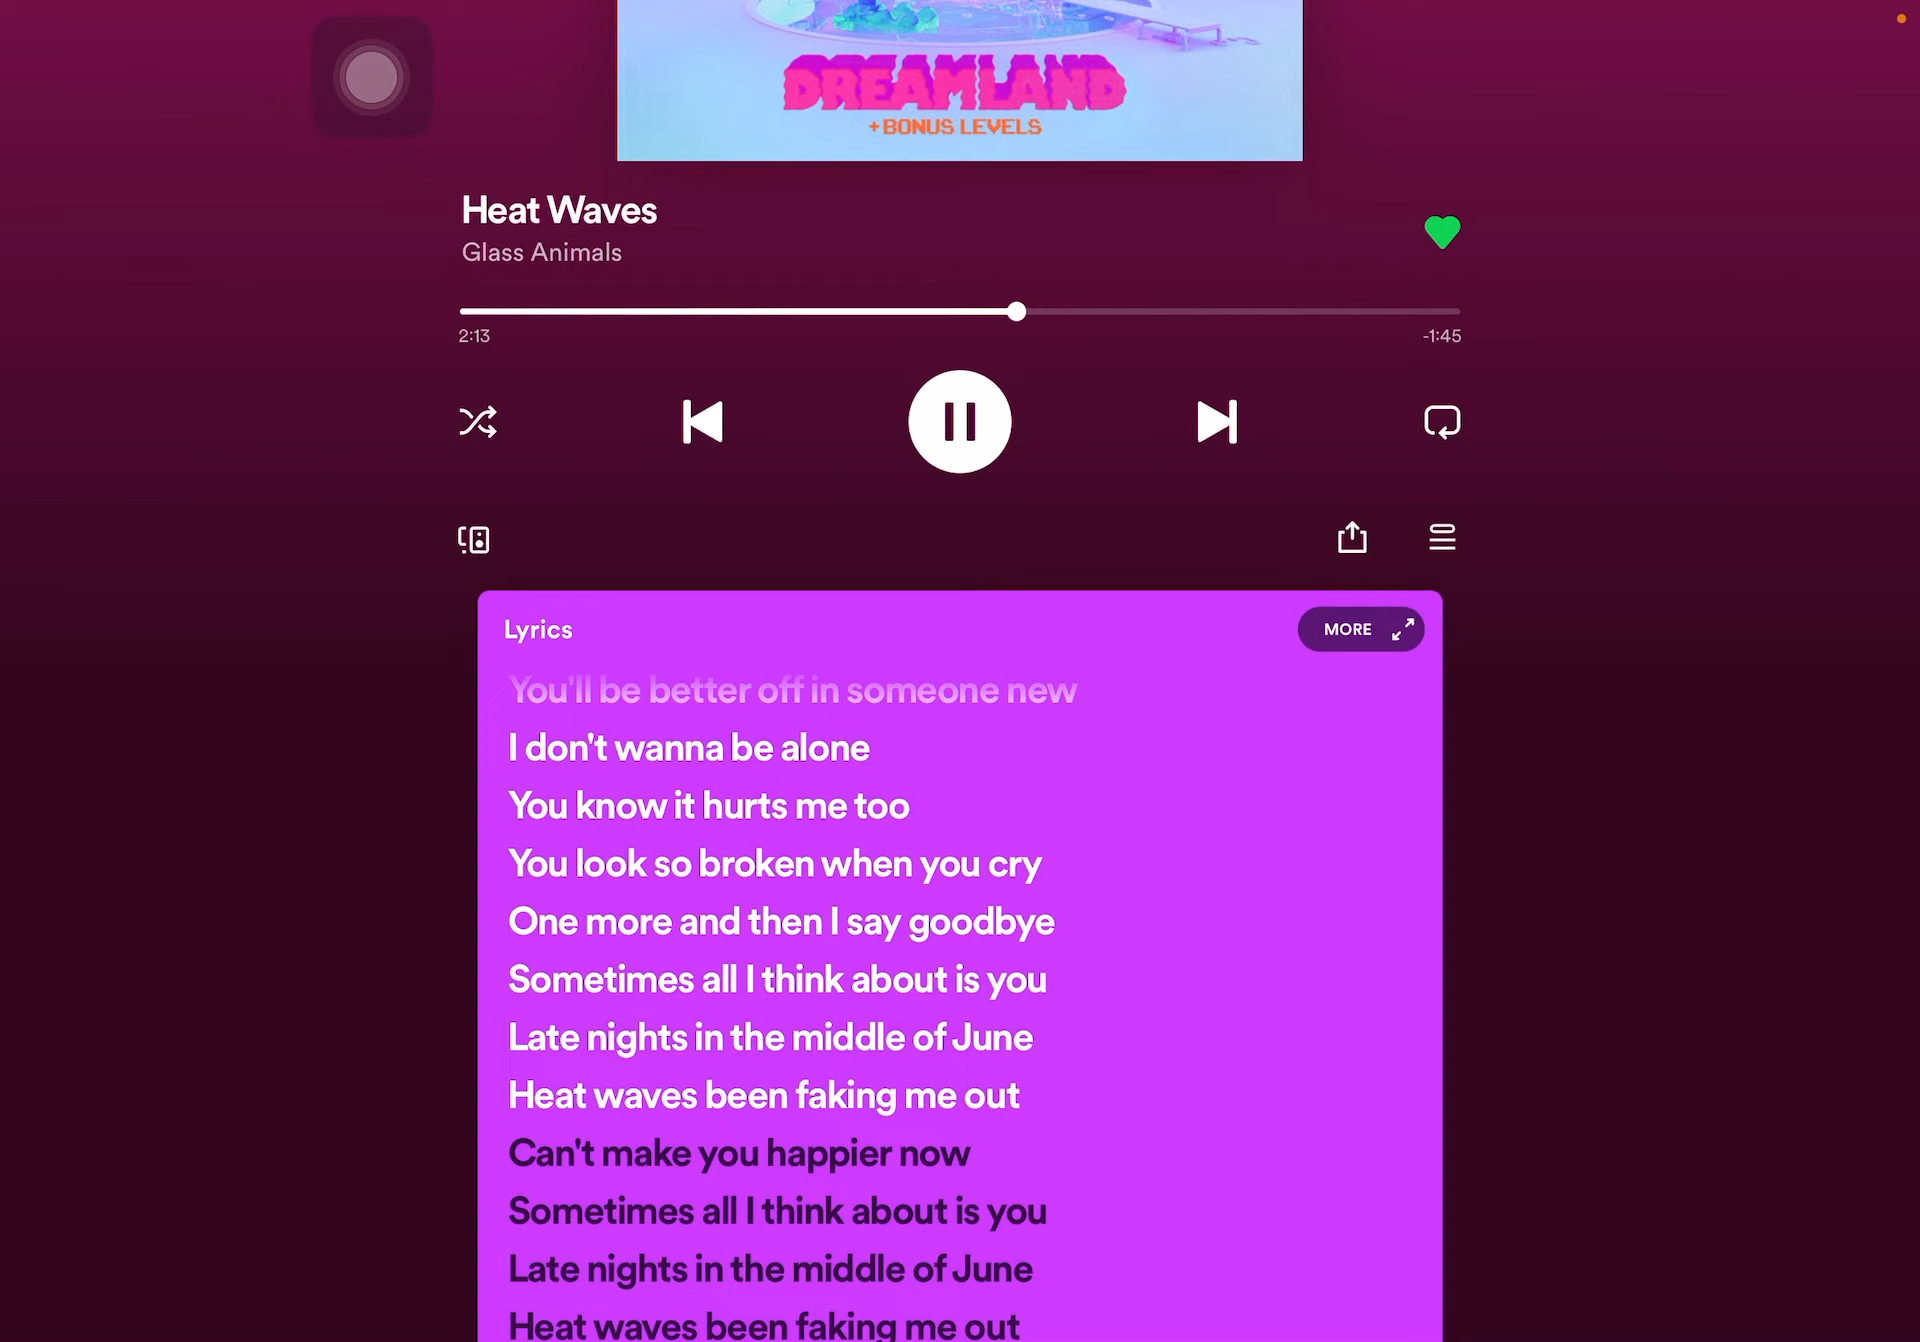 DREAMLAND
+BONUS LEVELS
Heat Waves
Glass Animals
2:13
-1:45
Lyrics
MORE
You'll be better off in someone new
I don't wanna be alone
You know it hurts me too
You look so broken when you cry
One more and then I say goodbye
Sometimes all I think about is you
Late nights in the middle of June
Heat waves been faking me out
Can't make you happier now
Sometimes all I think about is you
Late nights in the middle of June
Heat waves been faking me out